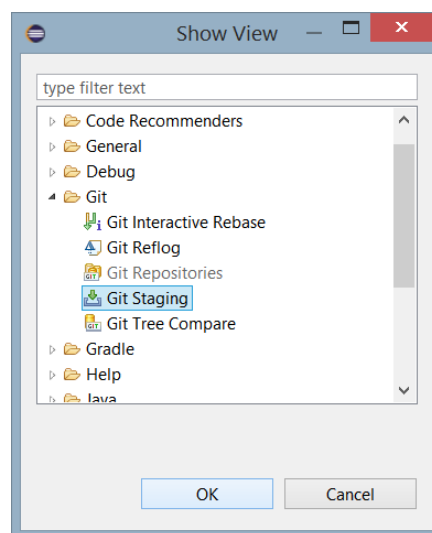 Show View
type filter text
Code Recommenders
General
Debug
Git
Git Interactive Rebase
Git Reflog
Git Repositories
Git Staging
Git Tree Compare
Gradle
Help
Java
OK
Cancel